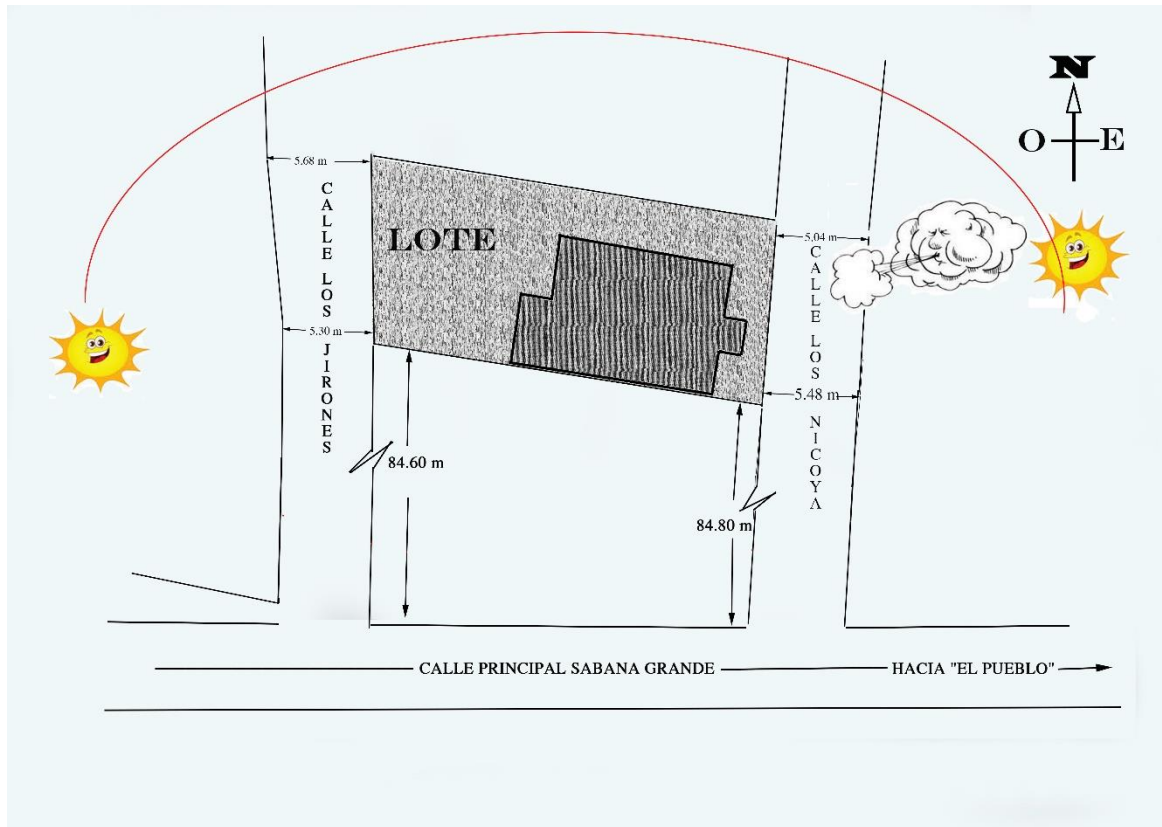 N
O E
5.68 m
CALLE LOS JIRONES
LOTE
5.04 m
CALLE LOS NICOYA
5.30 m
5.48 m
84.60 m
84.80 m
CALLE PRINCIPAL SABANA GRANDE
HACIA "EL PUEBLO"